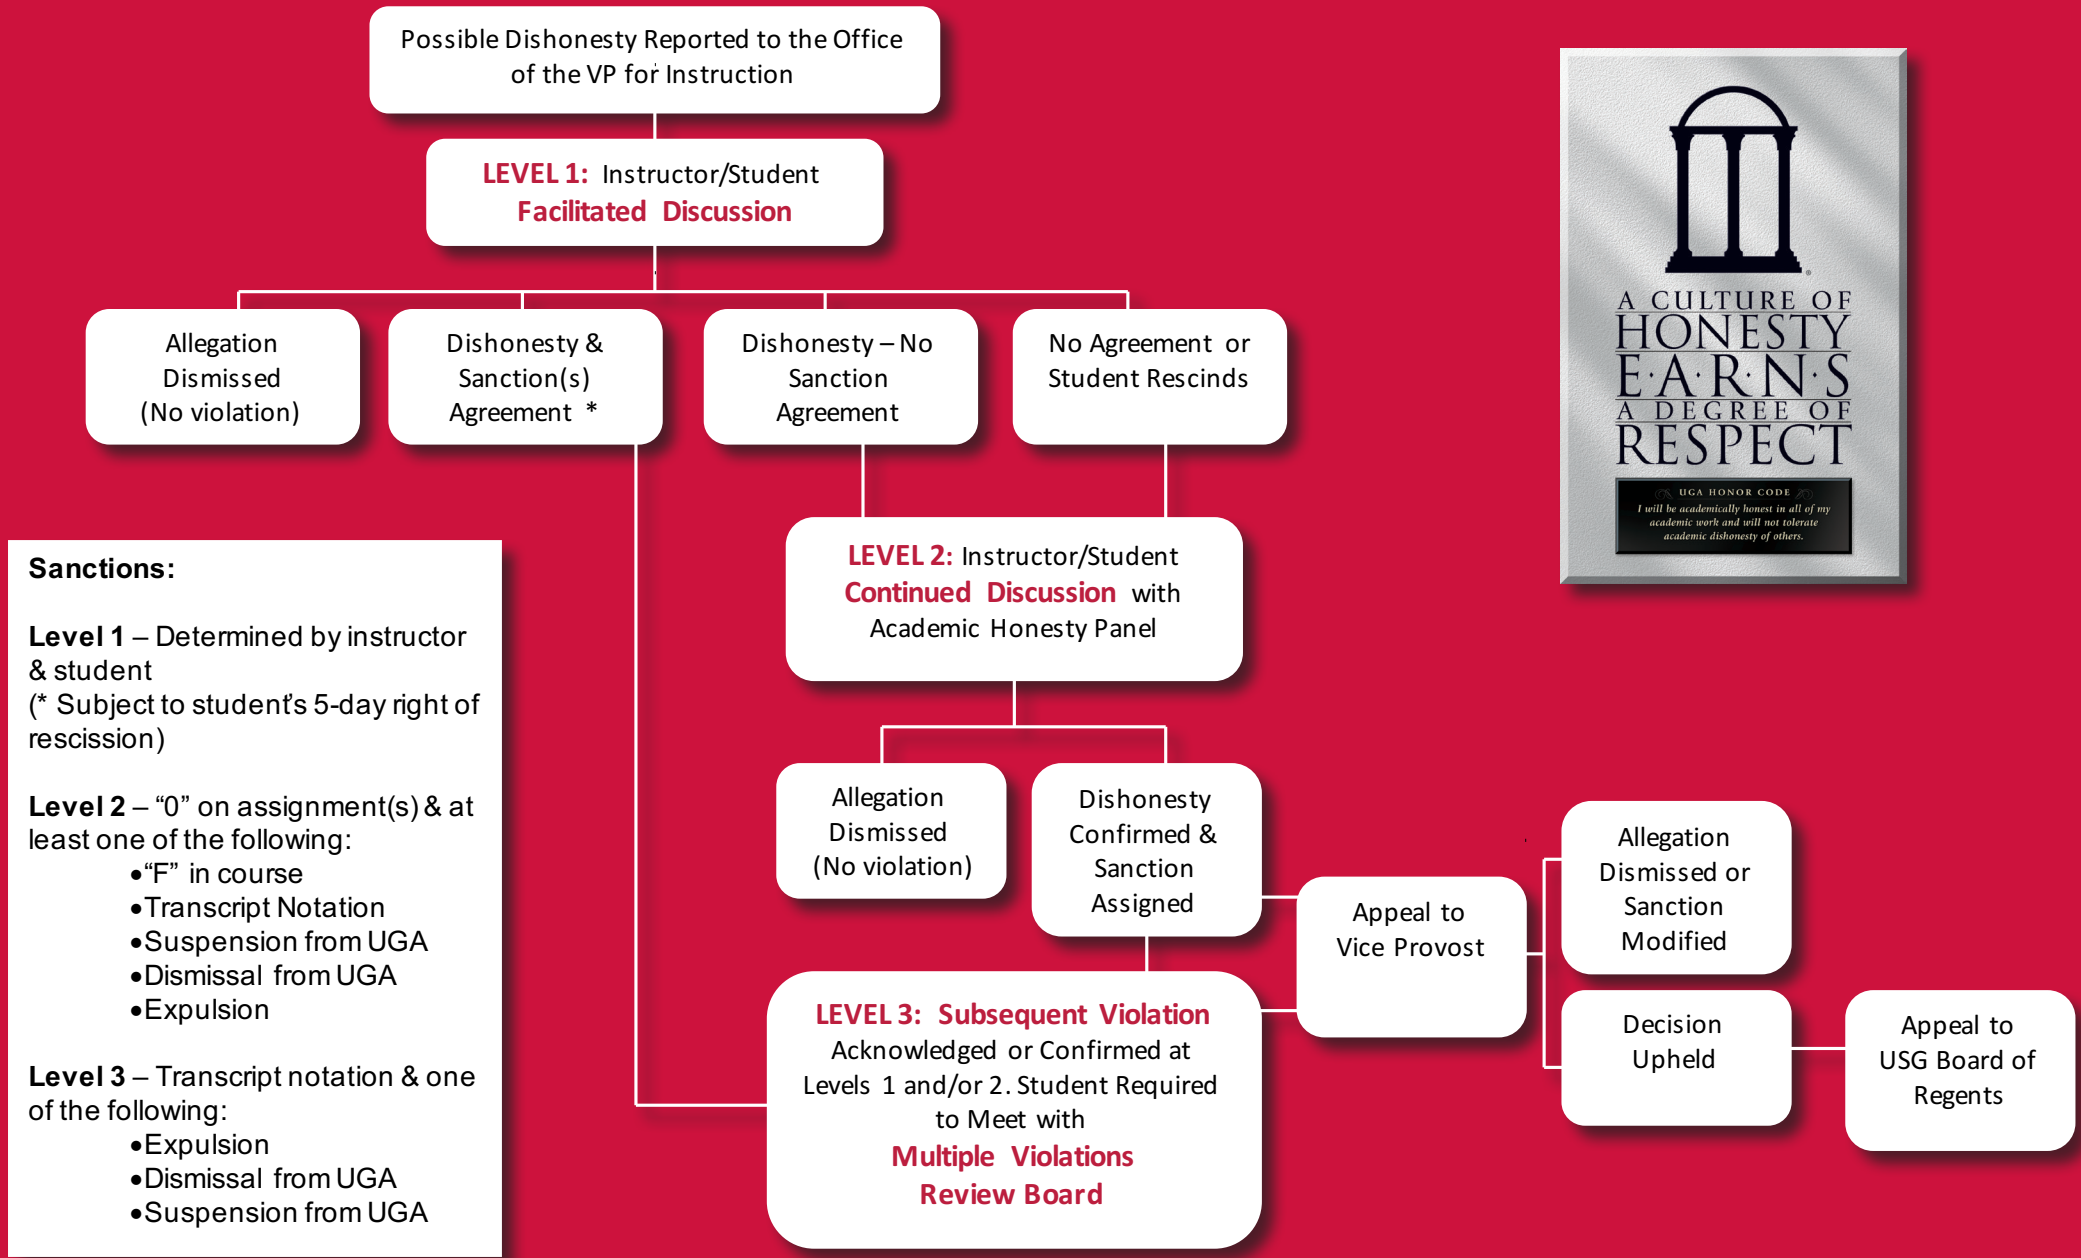 Possible Dishonesty Reported to the Office
of the VP for Instruction
LEVEL 1: Instructor/Student
Facilitated Discussion
Allegation
Dismissed
(No violation)
Dishonesty &
Sanction(s)
Agreement *
Dishonesty – No
Sanction
Agreement
No Agreement or
Student Rescinds
LEVEL 2: Instructor/Student
Continued Discussion with
Academic Honesty Panel
Allegation
Dismissed
(No violation)
Dishonesty
Confirmed &
Sanction
Assigned
Appeal to
Vice Provost
Allegation
Dismissed or
Sanction
Modified
Decision
Upheld
Appeal to
USG Board of
Regents
LEVEL 3: Subsequent Violation
Acknowledged or Confirmed at
Levels 1 and/or 2. Student Required
to Meet with
Multiple Violations
Review Board
Sanctions:
Level 1 – Determined by instructor
& student
(* Subject to student's 5-day right of
rescission)
Level 2 – “0” on assignment(s) & at
least one of the following:
•“F” in course
•Transcript Notation
•Suspension from UGA
•Dismissal from UGA
•Expulsion
Level 3 – Transcript notation & one
of the following:
•Expulsion
•Dismissal from UGA
•Suspension from UGA
®
A CULTURE OF
HONESTY
E·A·R·N·S
A DEGREE OF
RESPECT
UGA HONOR CODE
I will be academically honest in all of my
academic work and will not tolerate
academic dishonesty of others.